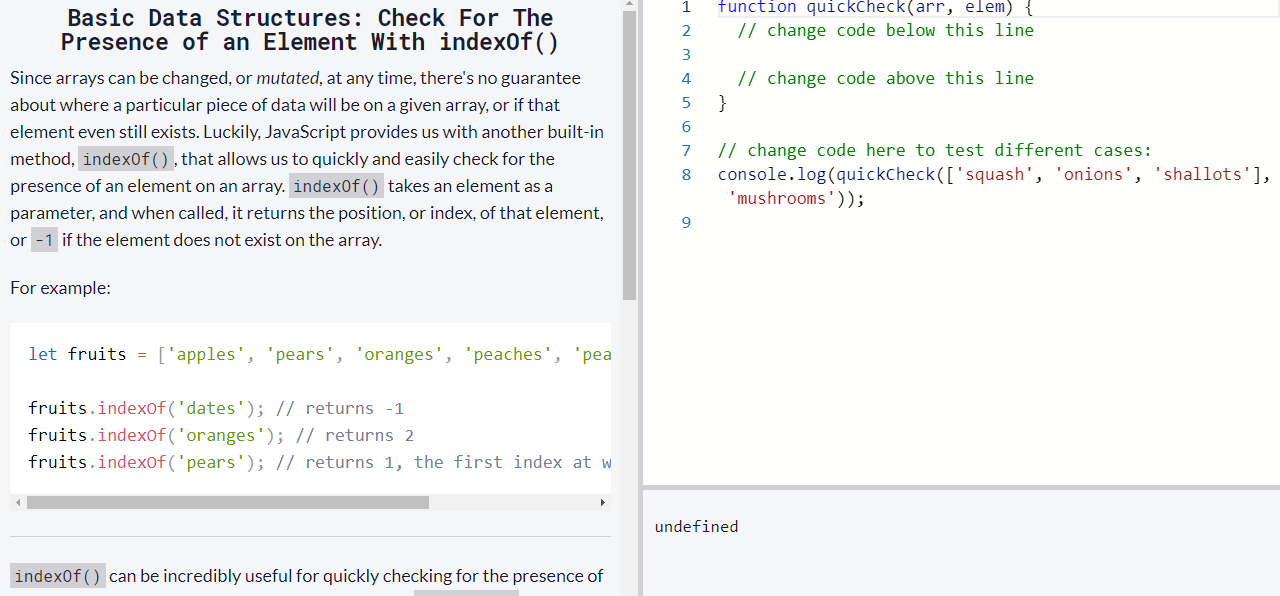 Basic Data Structures: Check For The
Presence of an Element With indexOf()
Since arrays can be changed, or mutated, at any time, there's no guarantee
about where a particular piece of data will be on a given array, or if that
element even still exists. Luckily, JavaScript provides us with another built-in
method, indexOf(), that allows us to quickly and easily check for the
presence of an element on an array. indexOf() takes an element as a
parameter, and when called, it returns the position, or index, of that element,
or -1 if the element does not exist on the array.
For example:
let fruits = ['apples', 'pears', 'oranges', 'peaches', 'pea
fruits.indexOf('dates'); // returns -1
fruits.indexOf('oranges'); // returns 2
fruits.indexOf('pears'); // returns 1, the first index at w
indexOf() can be incredibly useful for quickly checking for the presence of
1 function quickCheck(arr, elem) {
2 // change code below this line
3
4 // change code above this line
5 }
6
7 // change code here to test different cases:
8 console.log(quickCheck(['squash', 'onions', 'shallots'],
'mushrooms'));
9
undefined